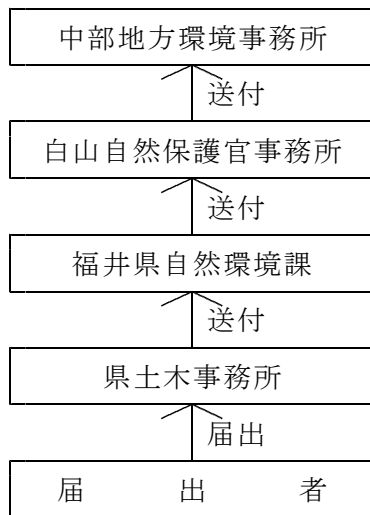 中部地方環境事務所
送付
白山自然保護官事務所
送付
福井県自然環境課
送付
県土木事務所
届出
届出者